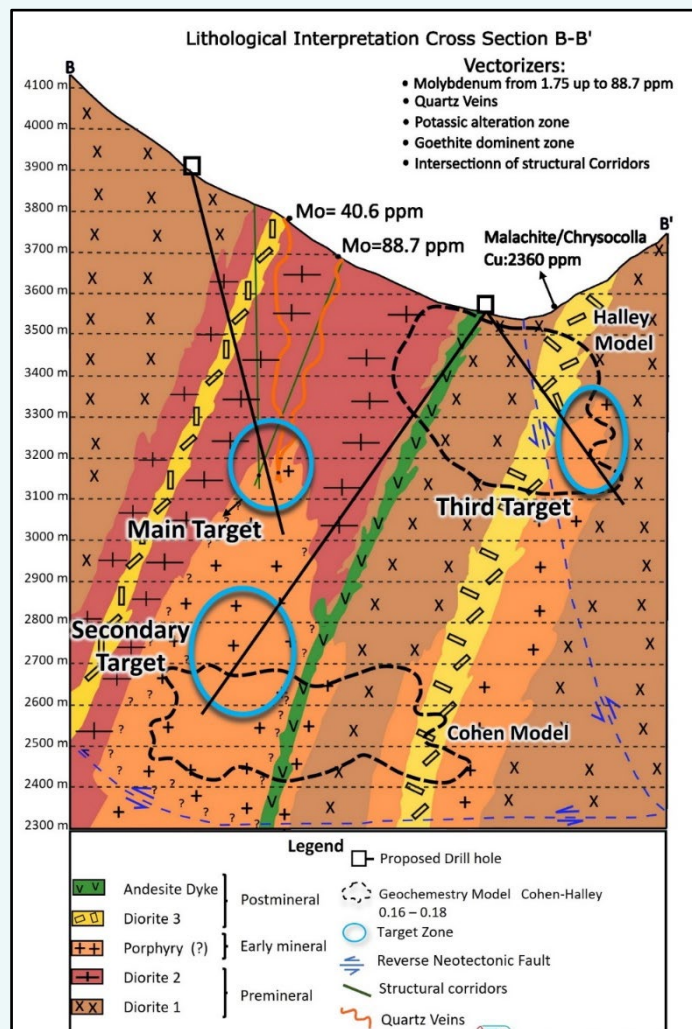 Lithological Interpretation Cross Section B-B'
Vectorizers:
• Molybdenum from 1.75 up to 88.7 ppm
• Quartz Veins
• Potassic alteration zone
• Goethite dominent zone
• Intersectionn of structural Corridors
B
B'
4100 m
4000 m
3900 m
3800 m
3700 m
3600 m
3500 m
3400 m
3300 m
3200 m
3100 m
3000 m
2900 m
2800 m
2700 m
2600 m
2500 m
2400 m
2300 m
Mo= 40.6 ppm
Mo=88.7 ppm
Malachite/Chrysocolla
Cu:2360 ppm
Halley
Model
Main Target
Third Target
Secondary
Target
Cohen Model
Legend
Andesite Dyke
Diorite 3
Postmineral
Porphyry (?)
Early mineral
Diorite 2
Diorite 1
Premineral
Proposed Drill hole
Geochemestry Model Cohen-Halley
0.16 – 0.18
Target Zone
Reverse Neotectonic Fault
Structural corridors
Quartz Veins